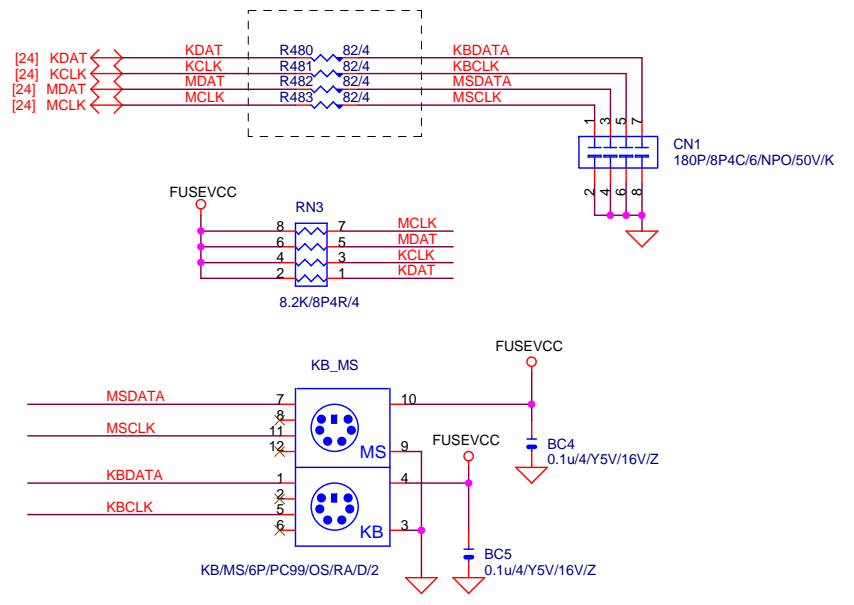 [24] KDAT KDAT R480 82/4 KBDATA
[24] KCLK KCLK R481 82/4 KBCLK
[24] MDAT MDAT R482 82/4 MSDATA
[24] MCLK MCLK R483 82/4 MSCLK
1 3 5 7
CN1
180P/8P4C/6/NPO/50V/K
2 4 6 8
FUSEVCC
RN3
8 7 MCLK
6 5 MDAT
4 3 KCLK
2 1 KDAT
8.2K/8P4R/4
FUSEVCC
KB_MS
MSDATA 7 10
8
MSCLK 11
FUSEVCC
12 MS 9
BC4
0.1u/4/Y5V/16V/Z
KBDATA 1 4
2
KBCLK 5
6 KB 3
BC5
0.1u/4/Y5V/16V/Z
KB/MS/6P/PC99/OS/RA/D/2